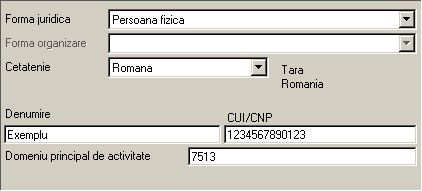 Forma juridica Persoana fizica
Forma organizare
Cetatenie Romana Tara
Romania
Denumire CUI/CNP
Exemplu 1234567890123
Domeniu principal de activitate 7513